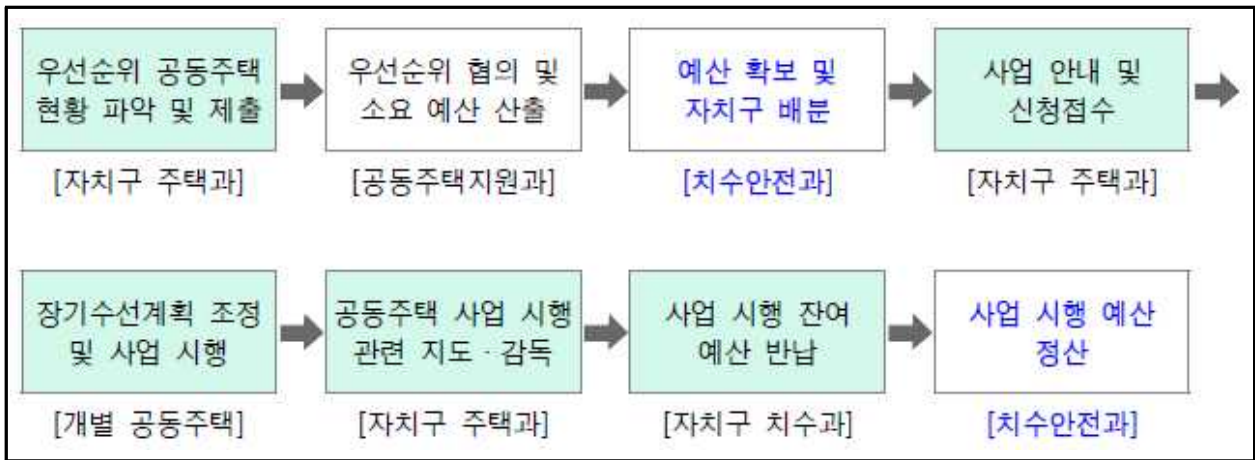 우선순위 공동주택
현황 파악 및 제출
[자치구 주택과]
우선순위 협의 및
소요 예산 산출
[공동주택지원과]
예산 확보 및
자치구 배분
[치수안전과]
사업 안내 및
신청접수
[자치구 주택과]
장기수선계획 조정
및 사업 시행
[개별 공동주택]
공동주택 사업 시행
관련 지도·감독
[자치구 주택과]
사업 시행 잔여
예산 반납
[자치구 치수과]
사업 시행 예산
정산
[치수안전과]